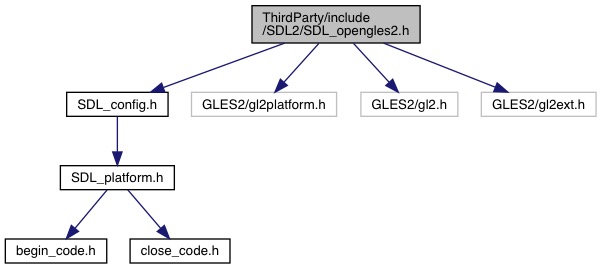 ThirdParty/include
/SDL2/SDL_opengles2.h
SDL_config.h
GLES2/gl2platform.h
GLES2/gl2.h
GLES2/gl2ext.h
SDL_platform.h
begin_code.h
close_code.h